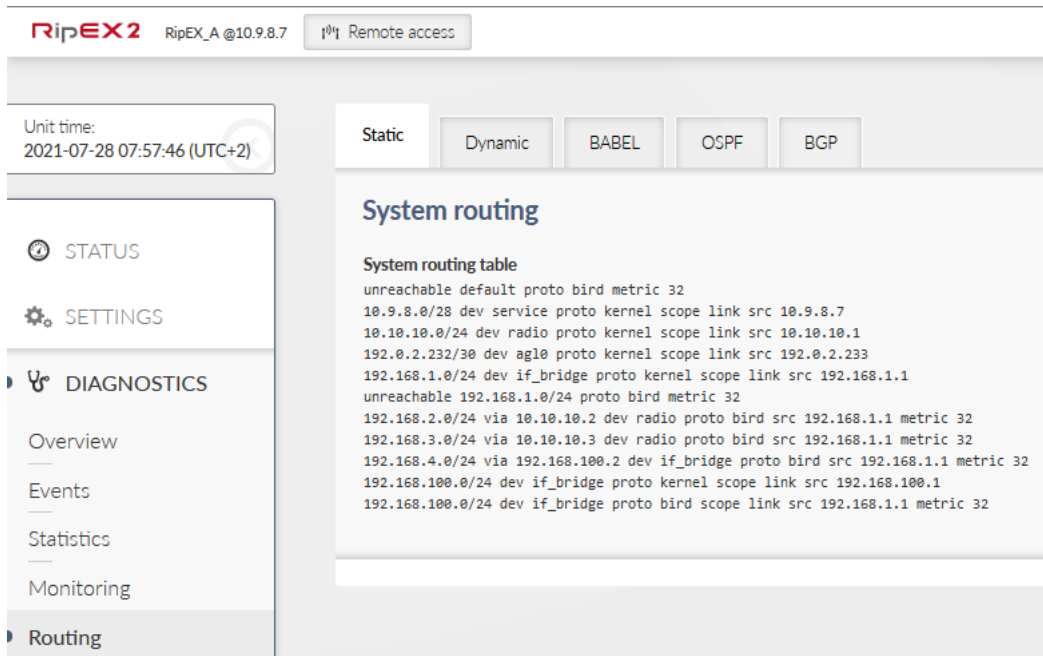 RipEX2 RipEX_A @10.9.8.7 Remote access
Unit time:
2021-07-28 07:57:46 (UTC+2)
STATUS
SETTINGS
DIAGNOSTICS
Overview
Events
Statistics
Monitoring
Routing
Static Dynamic BABEL OSPF BGP
System routing
System routing table
unreachable default proto bird metric 32
10.9.8.0/28 dev service proto kernel scope link src 10.9.8.7
10.10.10.0/24 dev radio proto kernel scope link src 10.10.10.1
192.0.2.232/30 dev agl0 proto kernel scope link src 192.0.2.233
192.168.1.0/24 dev if_bridge proto kernel scope link src 192.168.1.1
unreachable 192.168.1.0/24 proto bird metric 32
192.168.2.0/24 via 10.10.10.2 dev radio proto bird src 192.168.1.1 metric 32
192.168.3.0/24 via 10.10.10.3 dev radio proto bird src 192.168.1.1 metric 32
192.168.4.0/24 via 192.168.100.2 dev if_bridge proto bird src 192.168.1.1 metric 32
192.168.100.0/24 dev if_bridge proto kernel scope link src 192.168.100.1
192.168.100.0/24 dev if_bridge proto bird scope link src 192.168.1.1 metric 32